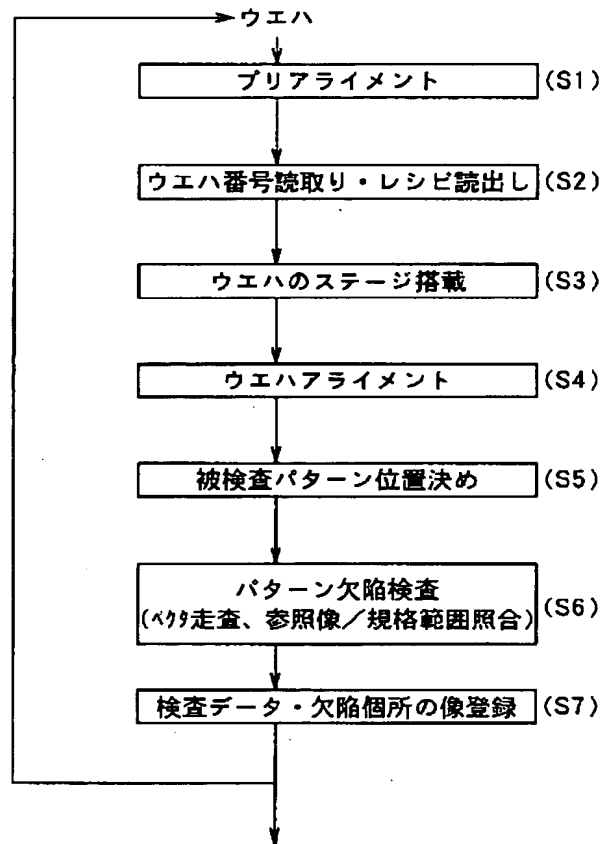 ウエハ
プリアライメント (S1)
ウエハ番号読取り・レシピ読出し (S2)
ウエハのステージ搭載 (S3)
ウエハアライメント (S4)
被検査パターン位置決め (S5)
パターン欠陥検査
(ベクタ走査、参照像/規格範囲照合) (S6)
検査データ・欠陥個所の像登録 (S7)